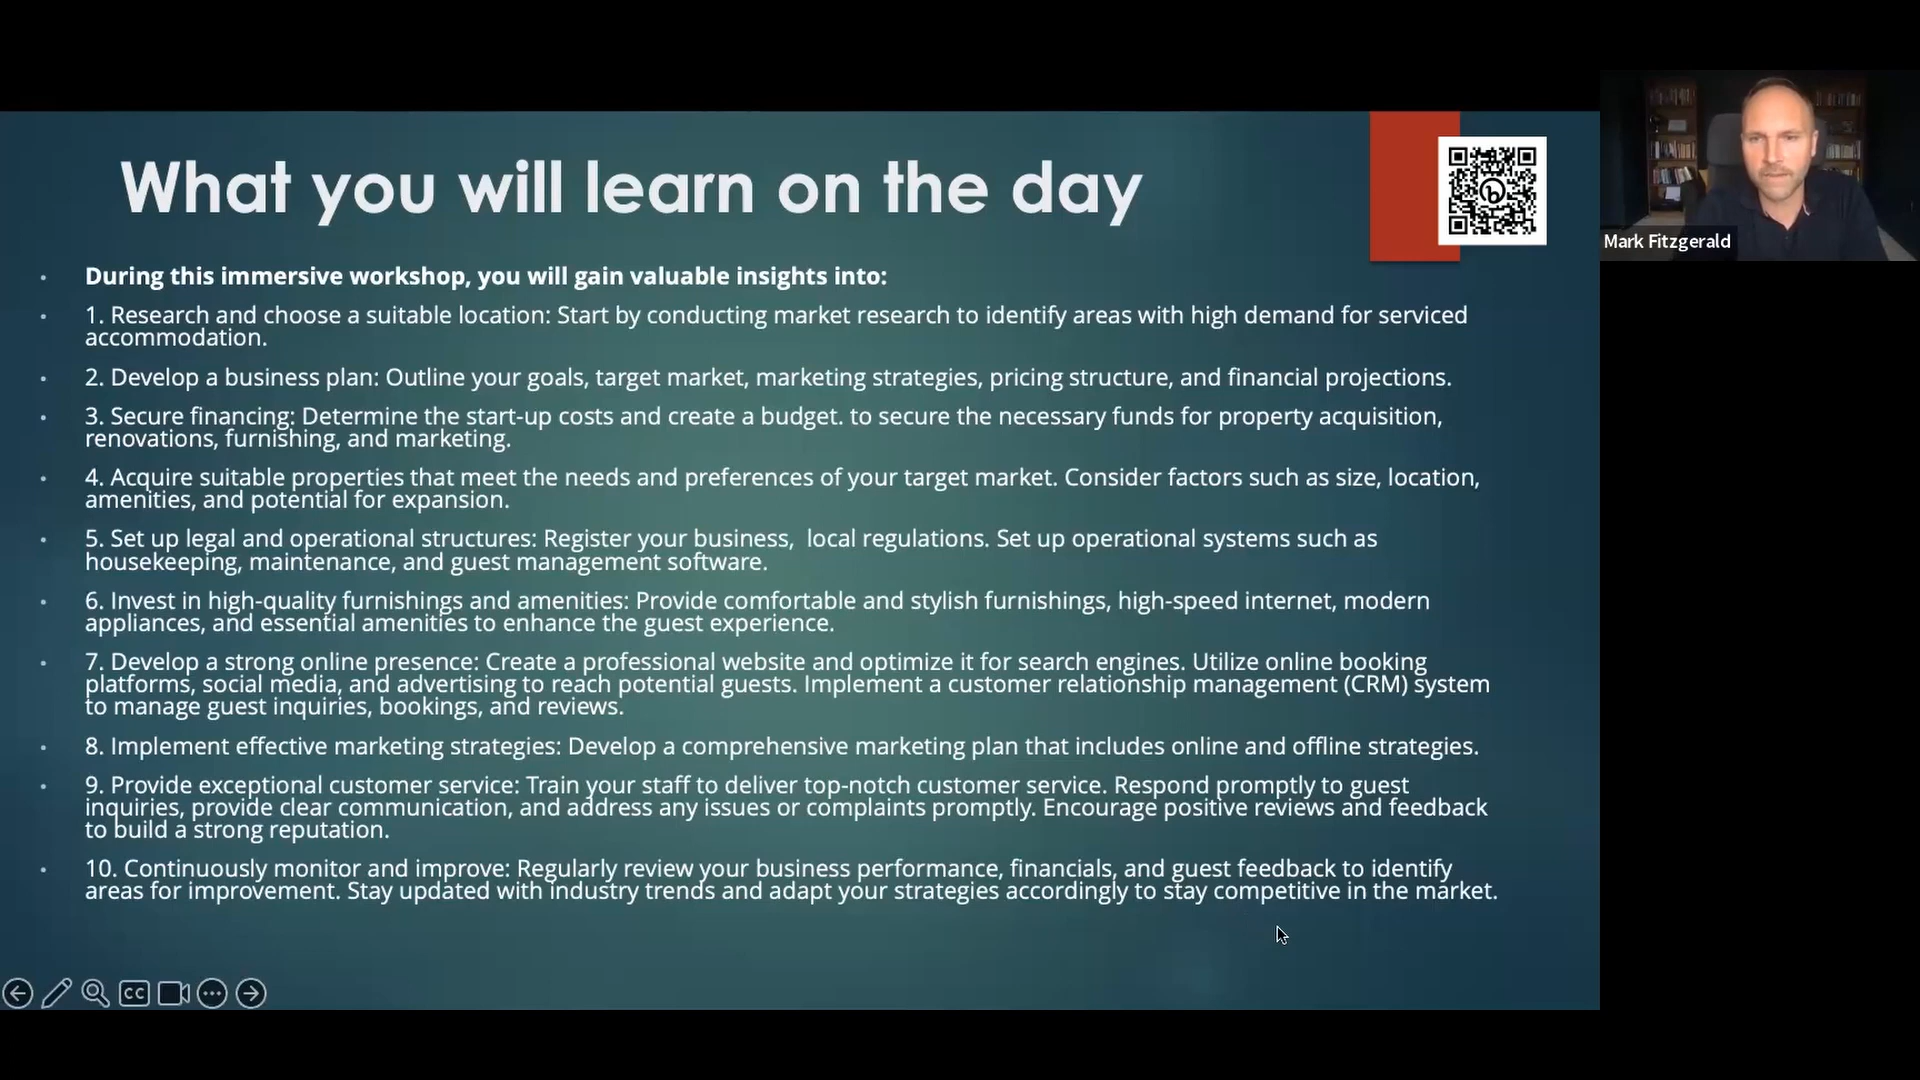 What you will learn on the day
During this immersive workshop, you will gain valuable insights into:
1. Research and choose a suitable location: Start by conducting market research to identify areas with high demand for serviced
accommodation.
2. Develop a business plan: Outline your goals, target market, marketing strategies, pricing structure, and financial projections.
3. Secure financing: Determine the start-up costs and create a budget. to secure the necessary funds for property acquisition,
renovations, furnishing, and marketing.
4. Acquire suitable properties that meet the needs and preferences of your target market. Consider factors such as size, location,
amenities, and potential for expansion.
5. Set up legal and operational structures: Register your business,  local regulations. Set up operational systems such as
housekeeping, maintenance, and guest management software.
6. Invest in high-quality furnishings and amenities: Provide comfortable and stylish furnishings, high-speed internet, modern
appliances, and essential amenities to enhance the guest experience.
7. Develop a strong online presence: Create a professional website and optimize it for search engines. Utilize online booking
platforms, social media, and advertising to reach potential guests. Implement a customer relationship management (CRM) system
to manage guest inquiries, bookings, and reviews.
8. Implement effective marketing strategies: Develop a comprehensive marketing plan that includes online and offline strategies.
9. Provide exceptional customer service: Train your staff to deliver top-notch customer service. Respond promptly to guest
inquiries, provide clear communication, and address any issues or complaints promptly. Encourage positive reviews and feedback
to build a strong reputation.
10. Continuously monitor and improve: Regularly review your business performance, financials, and guest feedback to identify
areas for improvement. Stay updated with industry trends and adapt your strategies accordingly to stay competitive in the market.
CC
Mark Fitzgerald